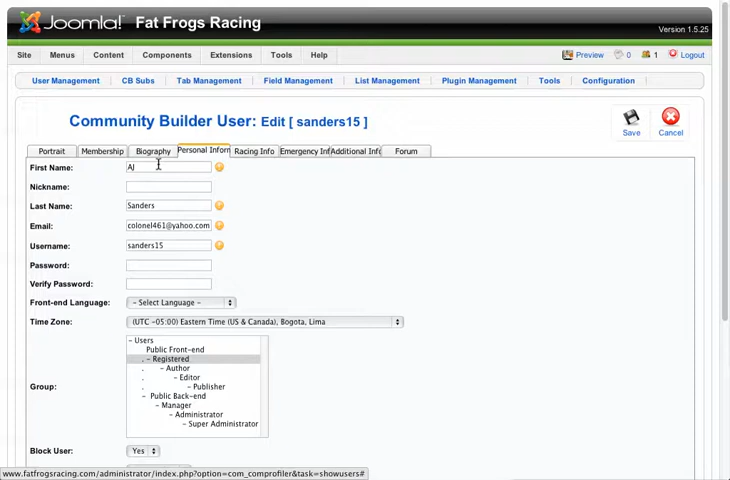 Joomla! Fat Frogs Racing Version 1.5.25
Site Menus Content Components Extensions Tools Help Preview 0 1 Logout
User Management CB Subs Tab Management Field Management List Management Plugin Management Tools Configuration
Community Builder User: Edit [ sanders15 ]
Save Cancel
Portrait Membership Biography Personal Inform Racing Info Emergency Inf Additional Info Forum
First Name: AJ
Nickname:
Last Name: Sanders
Email: colonel461@yahoo.com
Username: sanders15
Password:
Verify Password:
Front-end Language: - Select Language -
Time Zone: (UTC -05:00) Eastern Time (US & Canada), Bogota, Lima
- Users
Public Front-end
. - Registered
. - Author
. - Editor
. - Publisher
Group:
- Public Back-end
. - Manager
. - Administrator
. - Super Administrator
Block User: Yes
www.fatfrogsracing.com/administrator/index.php?option=com_comprofiler&task=showusers#